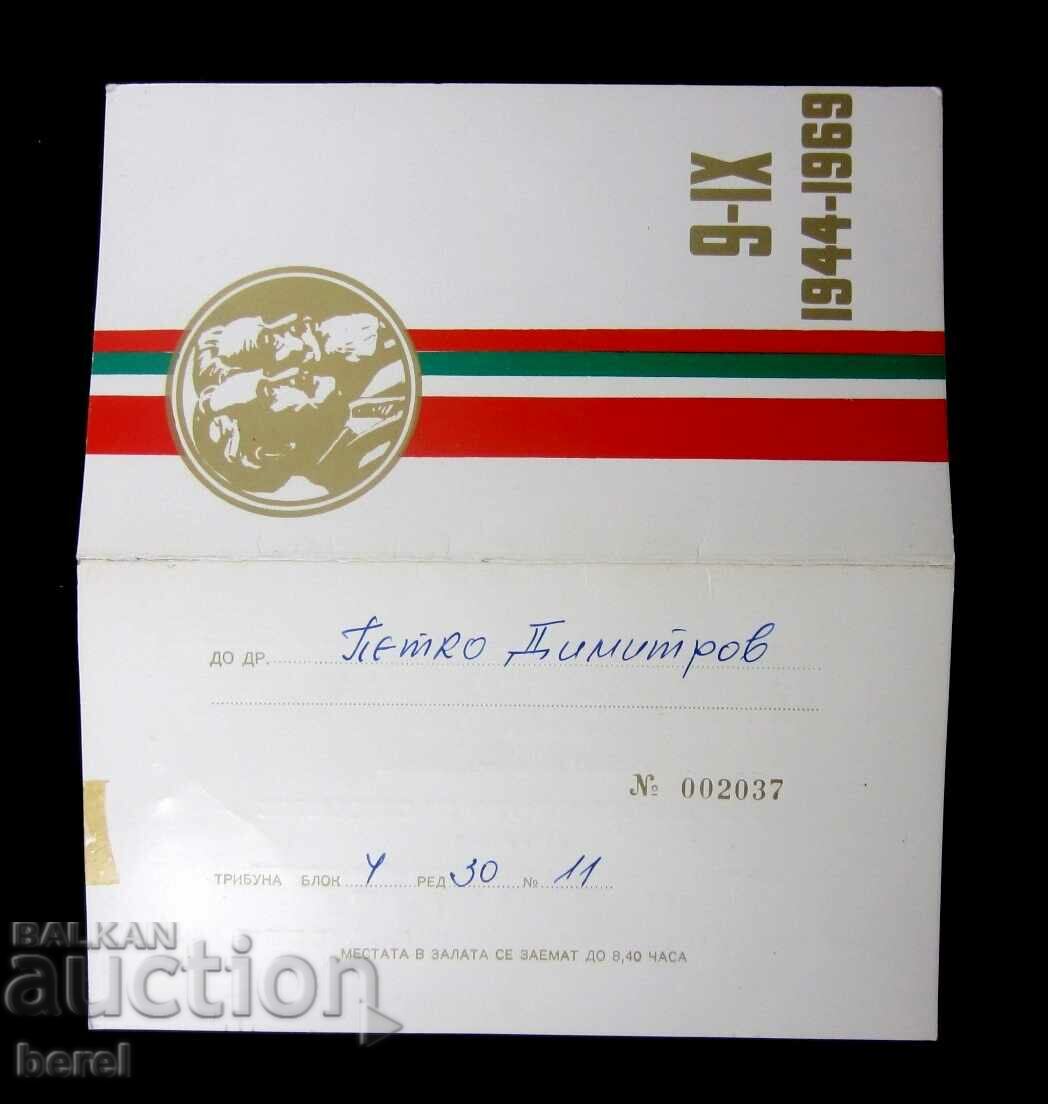 9-IX
1944-1969
ДО ДР. Петко Димитров
№ 002037
ТРИБУНА БЛОК 4 РЕД 30 № 11
МЕСТАТА В ЗАЛАТА СЕ ЗАЕМАТ ДО 8,40 ЧАСА
BALKAN
auction
berel